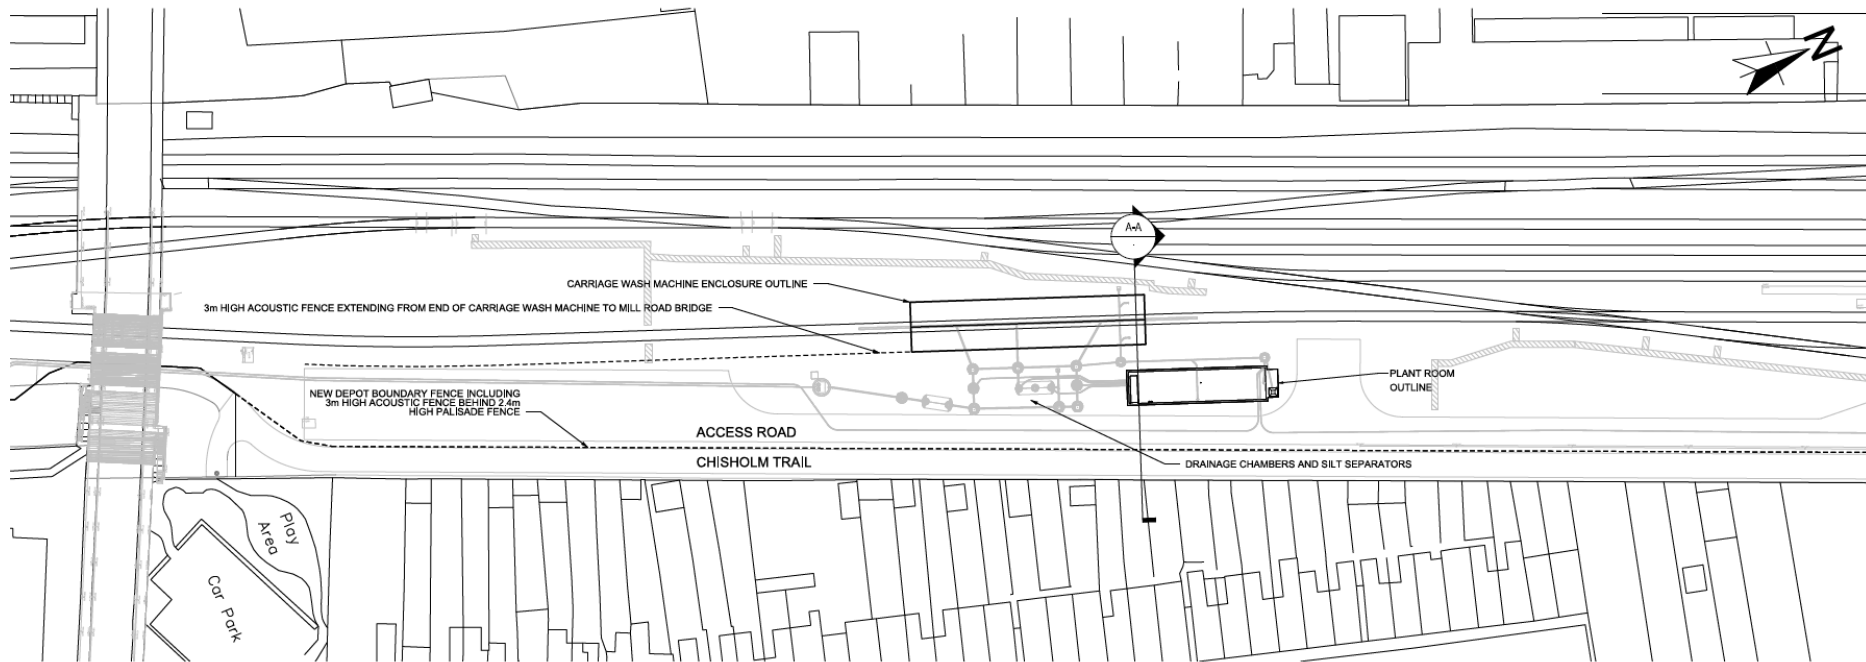 N
A-A
CARRIAGE WASH MACHINE ENCLOSURE OUTLINE
3m HIGH ACOUSTIC FENCE EXTENDING FROM END OF CARRIAGE WASH MACHINE TO MILL ROAD BRIDGE
PLANT ROOM
OUTLINE
NEW DEPOT BOUNDARY FENCE INCLUDING
3m HIGH ACOUSTIC FENCE BEHIND 2.4m
HIGH PALISADE FENCE
ACCESS ROAD
CHISHOLM TRAIL
DRAINAGE CHAMBERS AND SILT SEPARATORS
Play
Area
Car Park